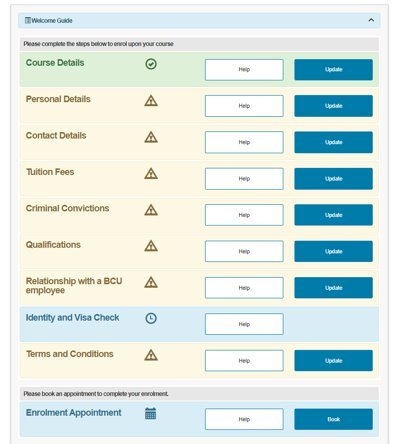 Welcome Guide
Please complete the steps below to enrol upon your course
Course Details
Help
Update
Personal Details
Help
Update
Contact Details
Help
Update
Tuition Fees
Help
Update
Criminal Convictions
Help
Update
Qualifications
Help
Update
Relationship with a BCU
employee
Help
Update
Identity and Visa Check
Help
Terms and Conditions
Help
Update
Please book an appointment to complete your enrolment.
Enrolment Appointment
Help
Book